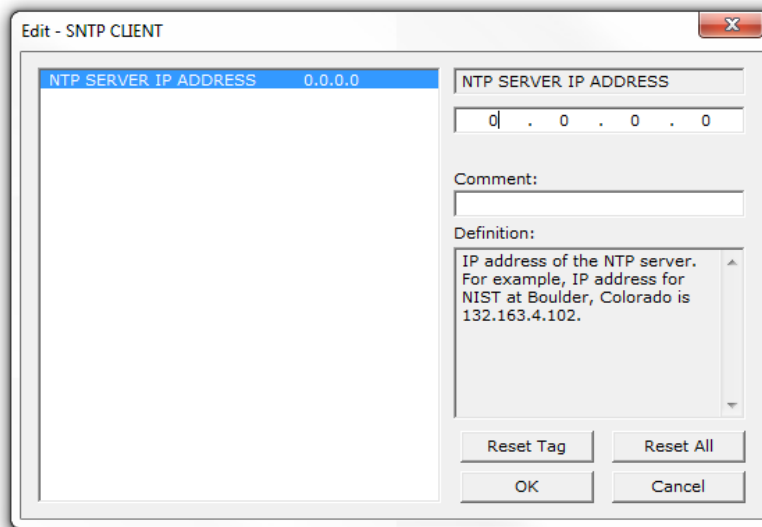 Edit - SNTP CLIENT
NTP SERVER IP ADDRESS 0.0.0.0
NTP SERVER IP ADDRESS
0 . 0 . 0 . 0
Comment:
Definition:
IP address of the NTP server.
For example, IP address for
NIST at Boulder, Colorado is
132.163.4.102.
Reset Tag Reset All
OK Cancel